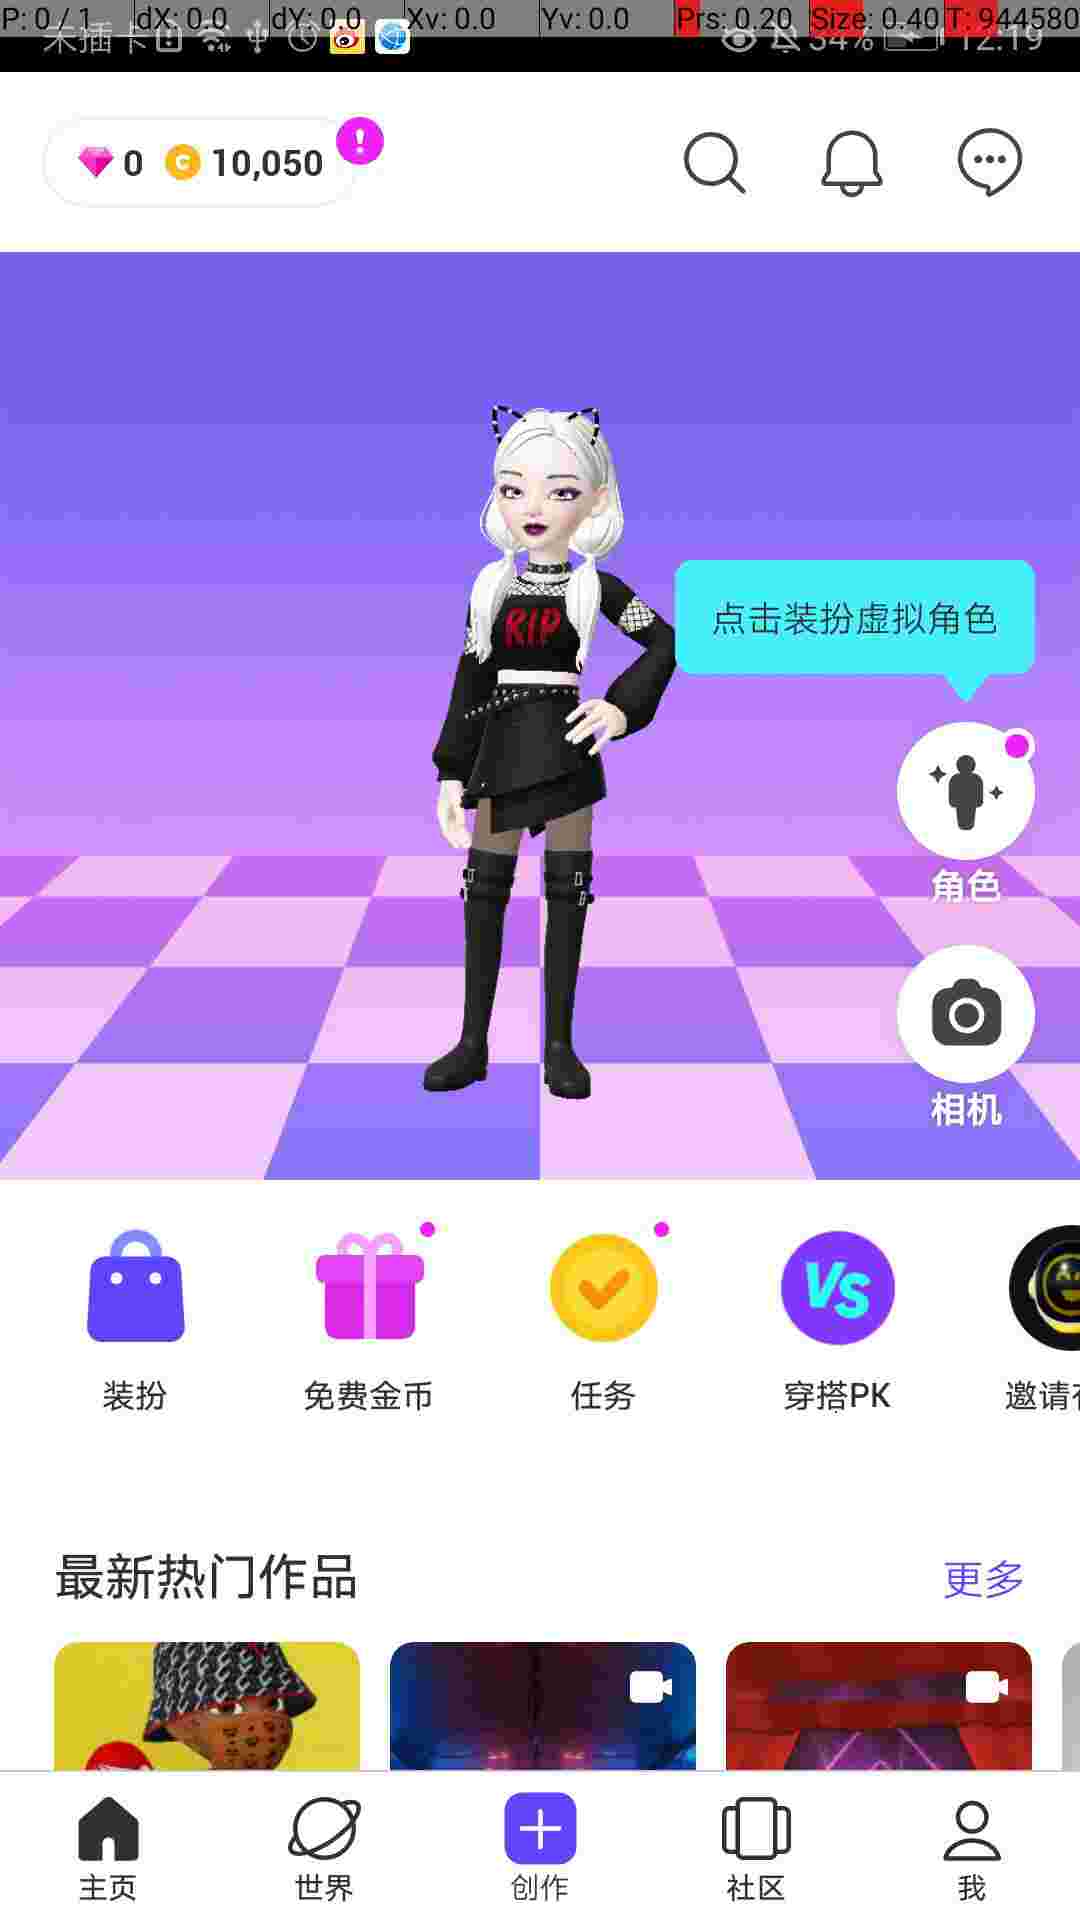 P: 0 / 1 dX: 0.0 dY: 0.0 Xv: 0.0 Yv: 0.0 Prs: 0.20 Size: 0.40 T: 944580
未插卡 34% 12:19
0 C 10,050 !
RIP
点击装扮虚拟角色
角色
相机
VS
装扮 免费金币 任务 穿搭PK 邀请
最新热门作品 更多
主页 世界 创作 社区 我